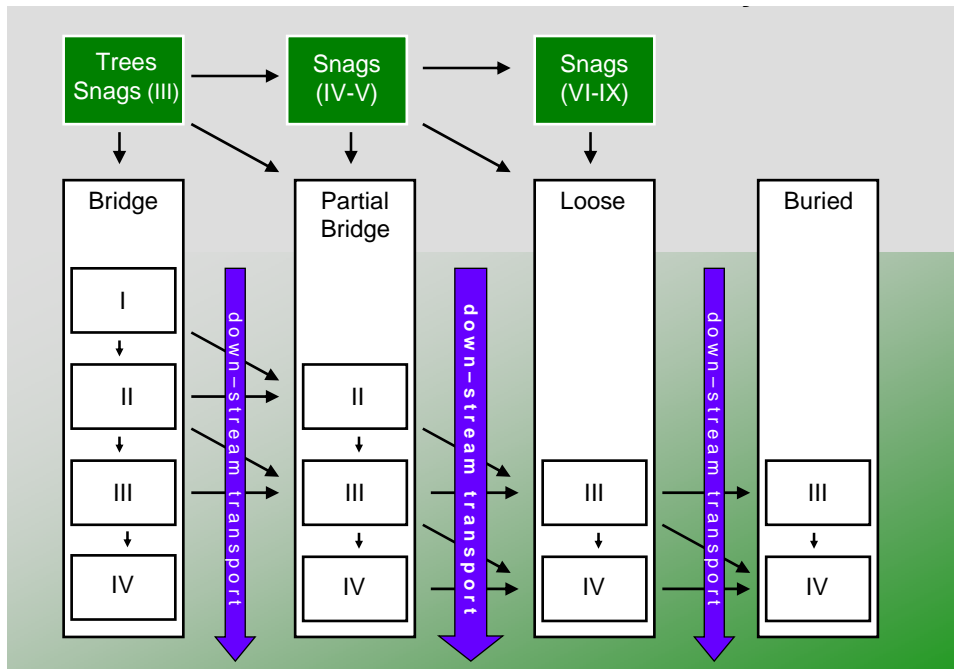 Trees
Snags (III)
Snags
(IV-V)
Snags
(VI-IX)
Bridge
Partial
Bridge
Loose
Buried
I
II
III
IV
down–stream transport
II
III
IV
down–stream transport
III
IV
down–stream transport
III
IV